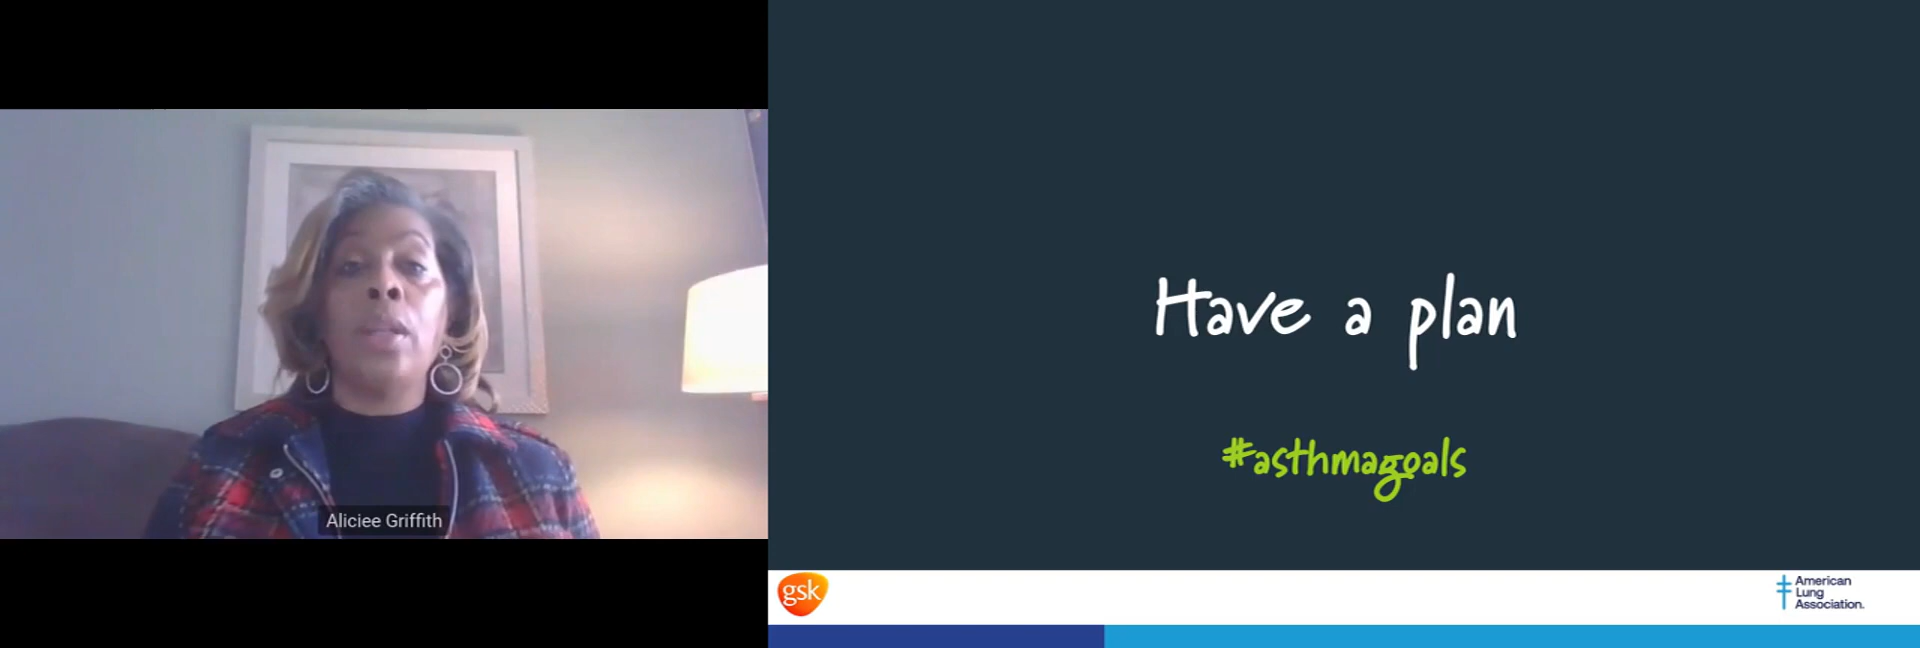 Aliciee Griffith
Have a plan
#asthmagoals
gsk
American
Lung
Association.